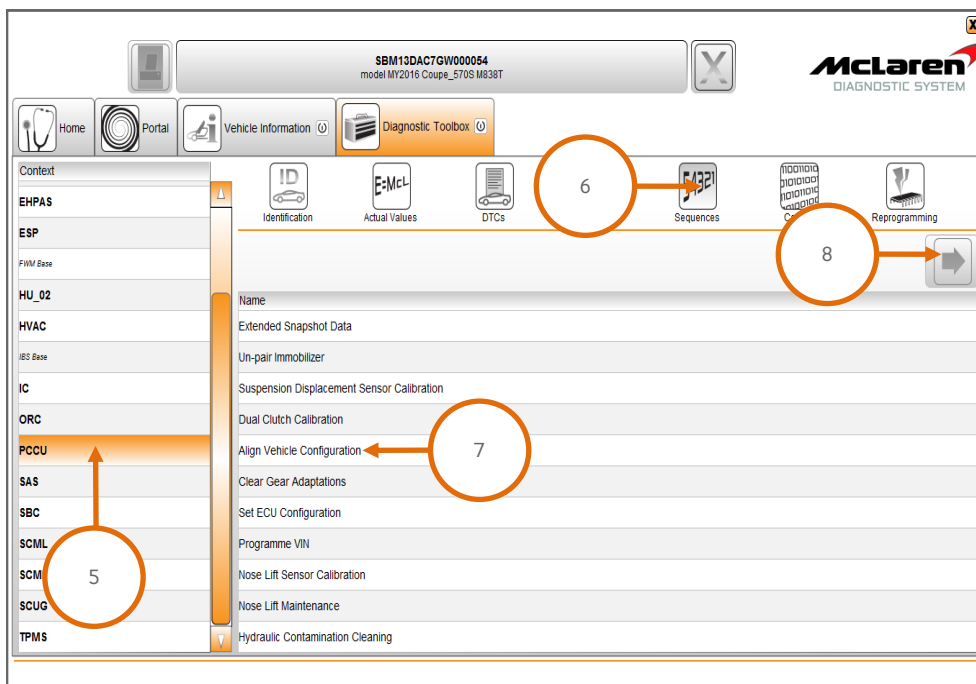 X
SBM13DAC7GW000054
model MY2016 Coupe_570S M838T
McLaren
DIAGNOSTIC SYSTEM
Home
Portal
Vehicle Information
Diagnostic Toolbox
Context
EHPAS
ESP
FWM Base
HU_02
HVAC
IBS Base
IC
ORC
PCCU
SAS
SBC
SCML
SCM
SCUG
TPMS
5
ID
Identification
E=McL
Actual Values
DTCs
6
54321
Sequences
Reprogramming
8
Name
Extended Snapshot Data
Un-pair Immobilizer
Suspension Displacement Sensor Calibration
Dual Clutch Calibration
Align Vehicle Configuration
7
Clear Gear Adaptations
Set ECU Configuration
Programme VIN
Nose Lift Sensor Calibration
Nose Lift Maintenance
Hydraulic Contamination Cleaning